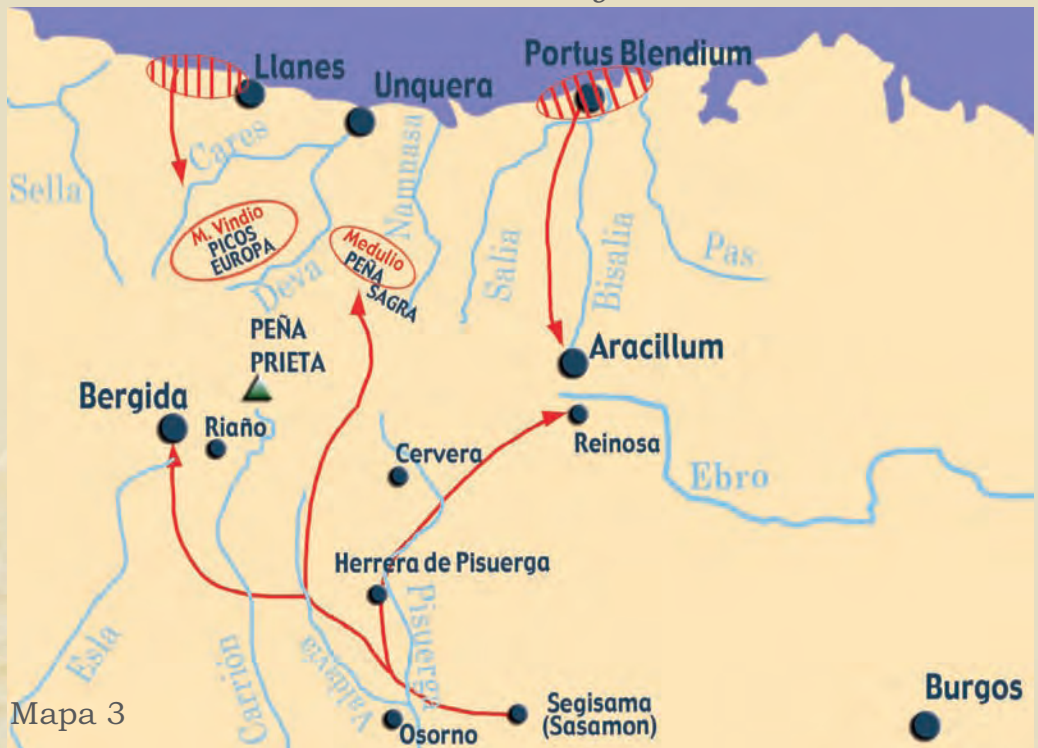 Portus Blendium
Llanes
Unquera
Cares
Sella
Namnasa
M. Vindio
PICOS
EUROPA
Medulio
PEÑA
SAGRA
Deva
Salia
Bisalia
Pas
PEÑA
PRIETA
Aracillum
Bergida
Riaño
Reinosa
Cervera
Ebro
Herrera de Pisuerga
Pisuerga
Esla
Carrión
Valdavia
Segisama
(Sasamon)
Burgos
Osorno
Mapa 3